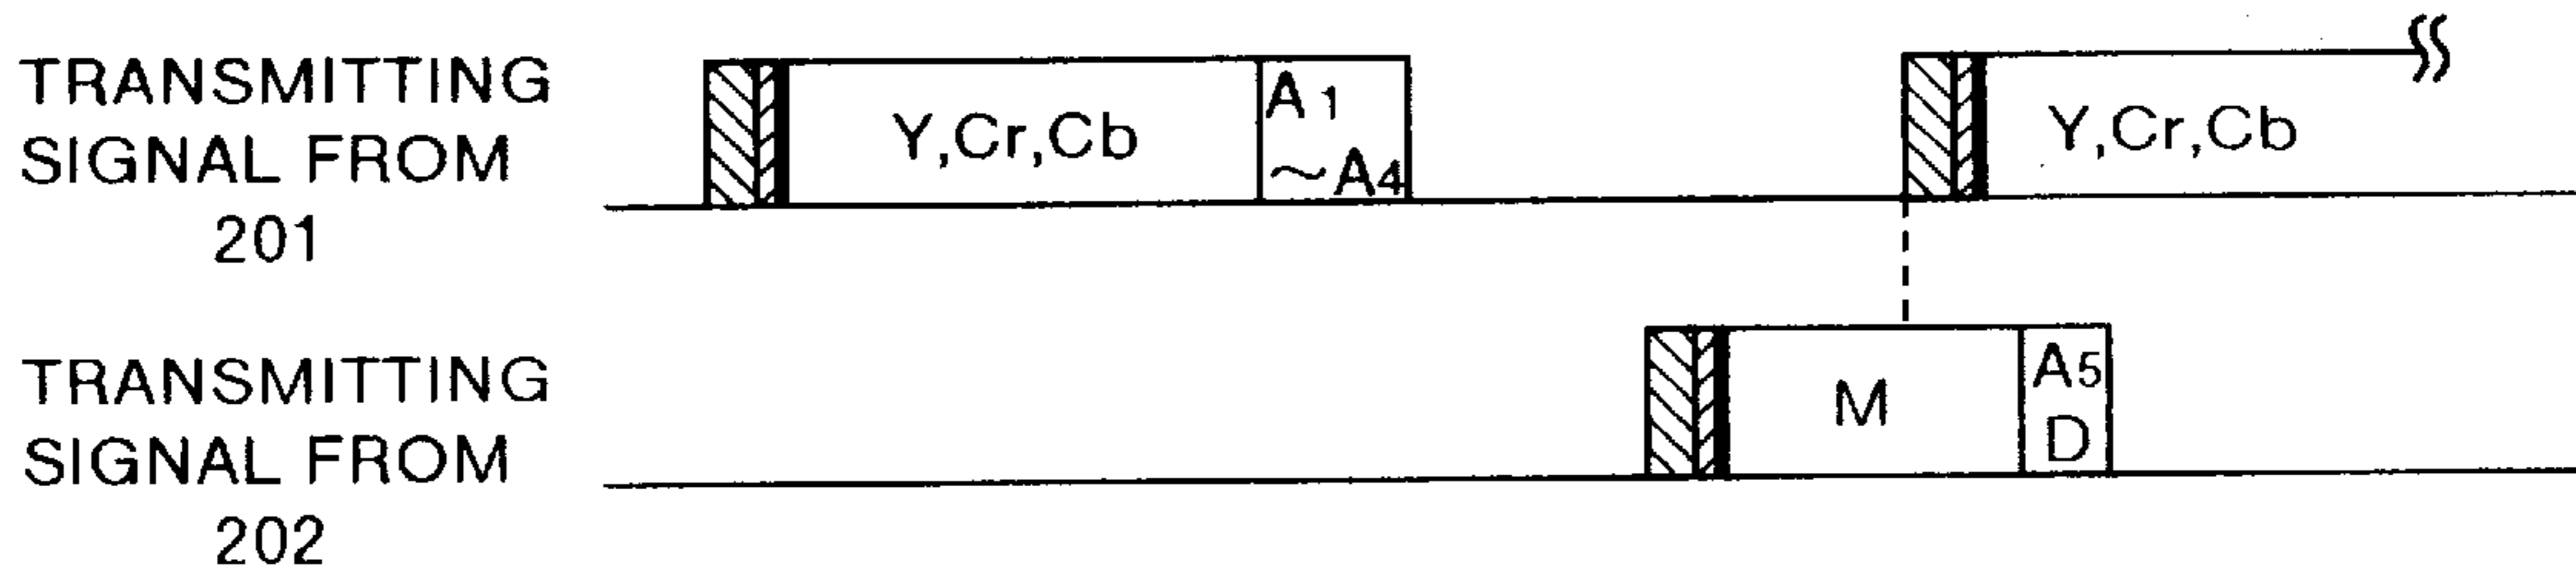 TRANSMITTING
SIGNAL FROM
201
Y,Cr,Cb
A1
~A4
Y,Cr,Cb
TRANSMITTING
SIGNAL FROM
202
M
A5
D